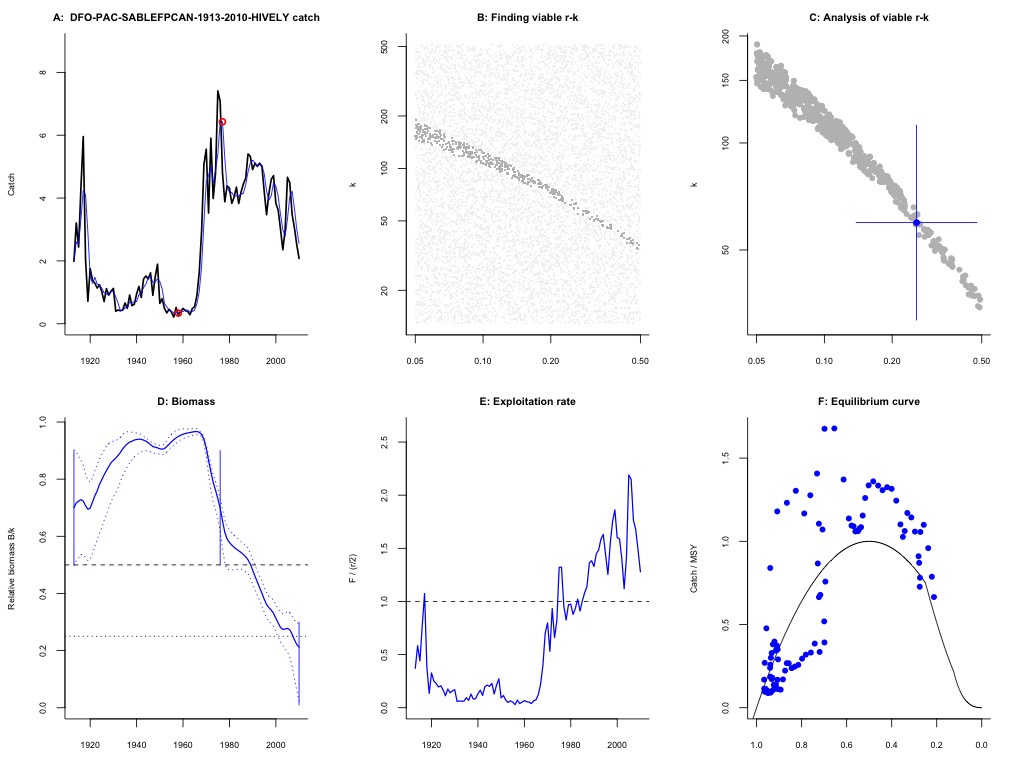 A:  DFO-PAC-SABLEFPCAN-1913-2010-HIVELY catch
Catch
0
2
4
6
8
1920 1940 1960 1980 2000
B: Finding viable r-k
k
20
50
100
200
500
0.05 0.10 0.20 0.50
C: Analysis of viable r-k
k
50
100
150
200
0.05 0.10 0.20 0.50
D: Biomass
Relative biomass B/k
0.0
0.2
0.4
0.6
0.8
1.0
1920 1940 1960 1980 2000
E: Exploitation rate
F / (r/2)
0.0
0.5
1.0
1.5
2.0
2.5
1920 1940 1960 1980 2000
F: Equilibrium curve
Catch / MSY
0.0
0.5
1.0
1.5
1.0 0.8 0.6 0.4 0.2 0.0